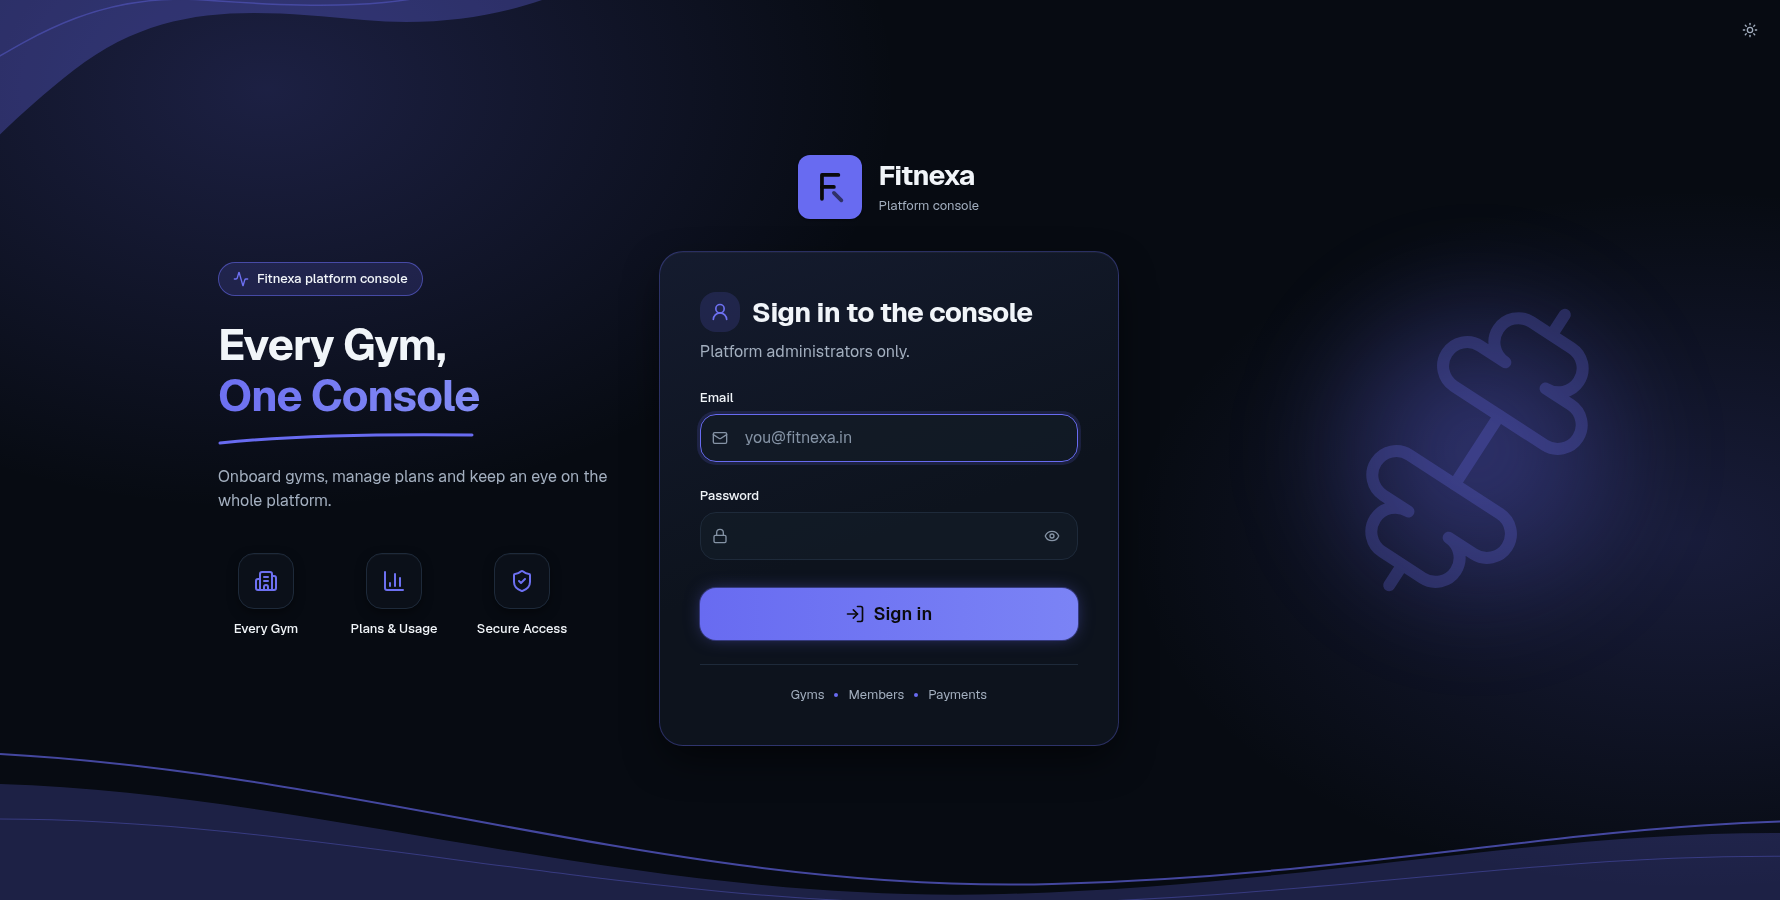 Fitnexa
Platform console
Fitnexa platform console
Every Gym,
One Console
Onboard gyms, manage plans and keep an eye on the
whole platform.
Every Gym
Plans & Usage
Secure Access
Sign in to the console
Platform administrators only.
Email
you@fitnexa.in
Password
Sign in
Gyms • Members • Payments